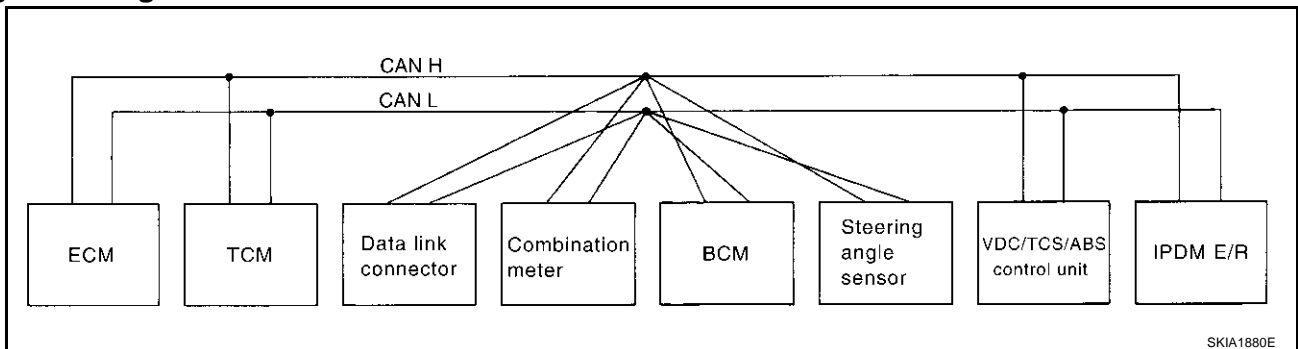 CAN H
CAN L
ECM
TCM
Data link
connector
Combination
meter
BCM
Steering
angle
sensor
VDC/TCS/ABS
control unit
IPDM E/R
SKIA1880E